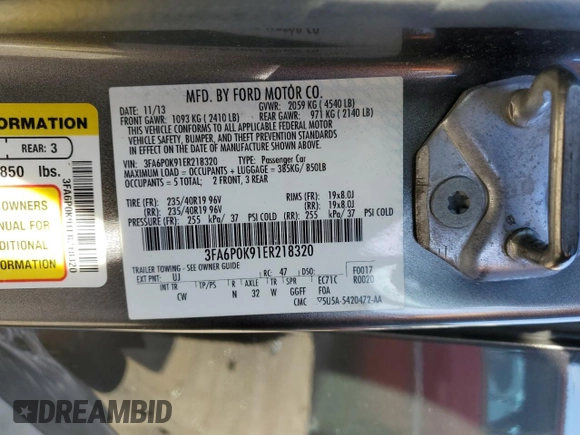 MFD. BY FORD MOTOR CO.
DATE: 11/13 GVWR: 2059 KG ( 4540 LB)
FRONT GAWR: 1093 KG ( 2410 LB) REAR GAWR: 971 KG ( 2140 LB)
THIS VEHICLE CONFORMS TO ALL APPLICABLE FEDERAL MOTOR
VEHICLE SAFETY, BUMPER, AND THEFT PREVENTION STANDARDS
IN EFFECT ON THE DATE OF MANUFACTURE SHOWN ABOVE.
VIN: 3FA6P0K91ER218320 TYPE: Passenger Car
MAXIMUM LOAD = OCCUPANTS + LUGGAGE = 385KG/ 850LB
OCCUPANTS = 5 TOTAL; 2 FRONT, 3 REAR
TIRE (FR): 235/40R19 96V RIMS (FR): 19x8.0J
(RR): 235/40R19 96V (RR): 19x8.0J
PRESSURE (FR): 255 kPa/ 37 PSI COLD (RR): 255 kPa/ 37 PSI COLD
3FA6P0K91ER218320
TRAILER TOWING - SEE OWNER GUIDE
EXT PNT: UJ RC: 47 DSO: F0017
R0020
INT TR TP/PS R AXLE TR SPR EC71C
CW N 32 W GGFF FOA
CMC 5U5A-5420472-AA
ORMATION
REAR: 3
850 lbs.
OWNERS
NUAL FOR
DITIONAL
ORMATION
3FA6P0K91ER218320
DREAMBID